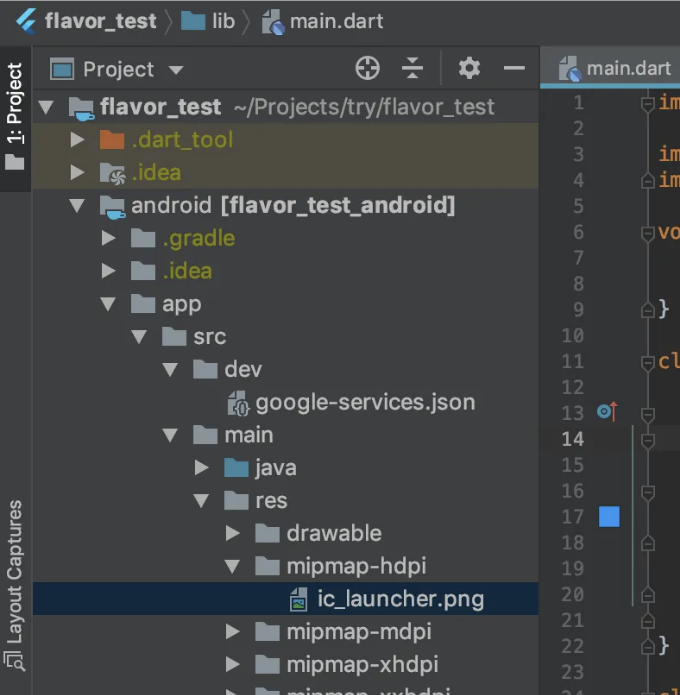 flavor_test lib main.dart
1: Project
Layout Captures
Project
flavor_test ~/Projects/try/flavor_test
.dart_tool
.idea
android [flavor_test_android]
.gradle
.idea
app
src
dev
google-services.json
main
java
res
drawable
mipmap-hdpi
ic_launcher.png
mipmap-mdpi
mipmap-xhdpi
main.dart
1 im
2
3 im
4 im
5
6 vo
7
8
9 }
10
11 cl
12
13
14
15
16
17
18
19
20
21
22 }
23